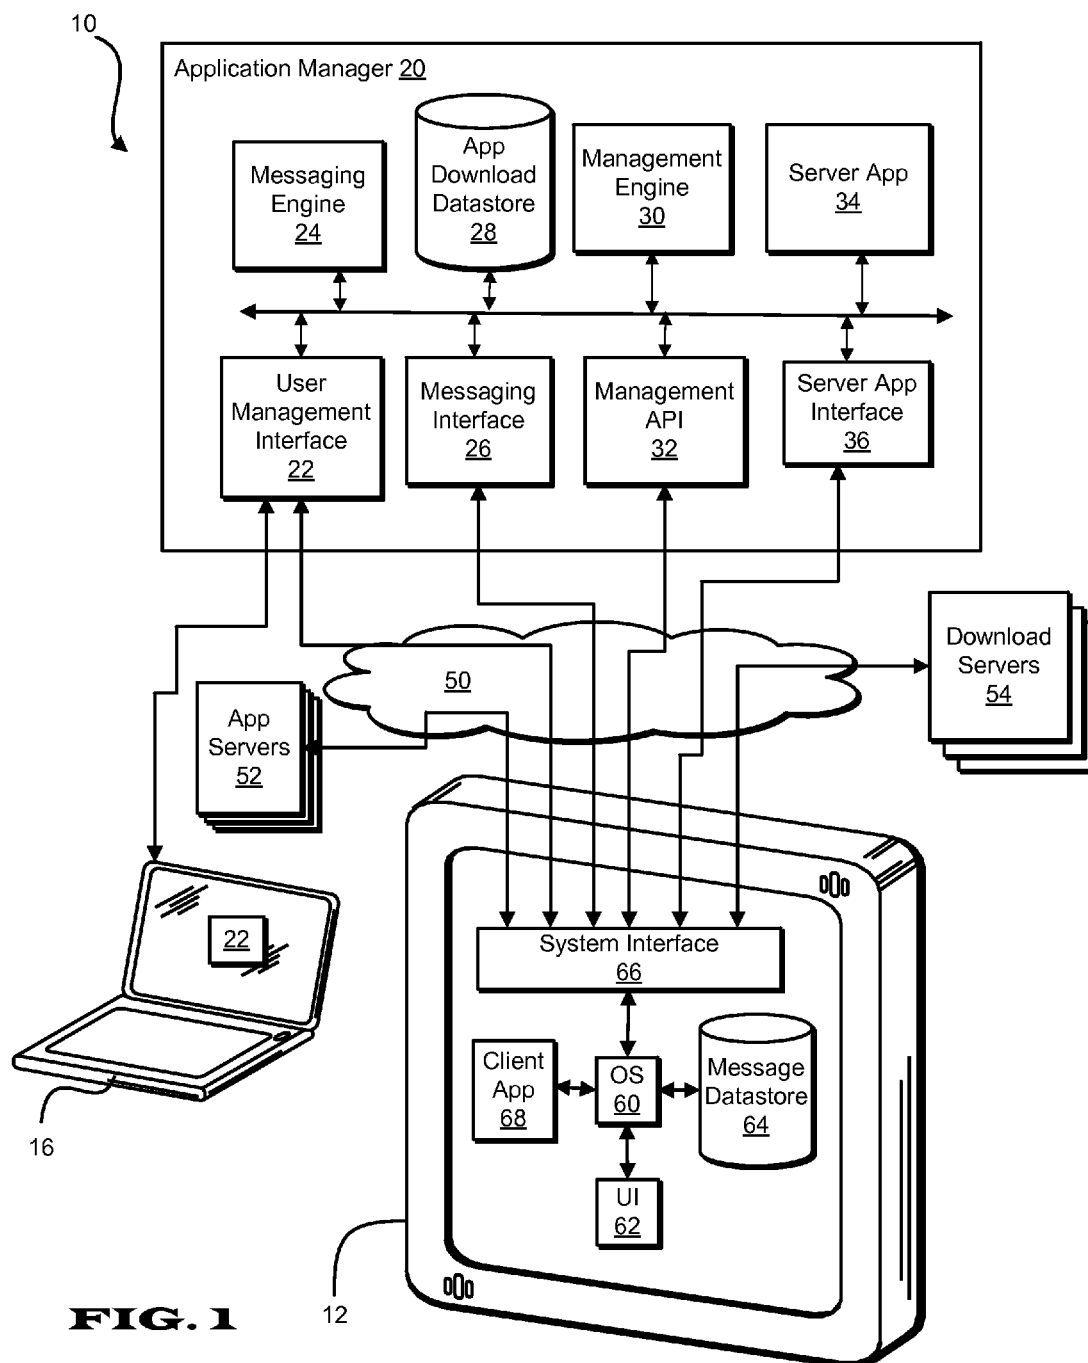 10
Application Manager 20
Messaging
Engine
24
App
Download
Datastore
28
Management
Engine
30
Server App
34
User
Management
Interface
22
Messaging
Interface
26
Management
API
32
Server App
Interface
36
50
Download
Servers
54
App
Servers
52
22
16
System Interface
66
Client
App
68
OS
60
Message
Datastore
64
UI
62
12
FIG. 1